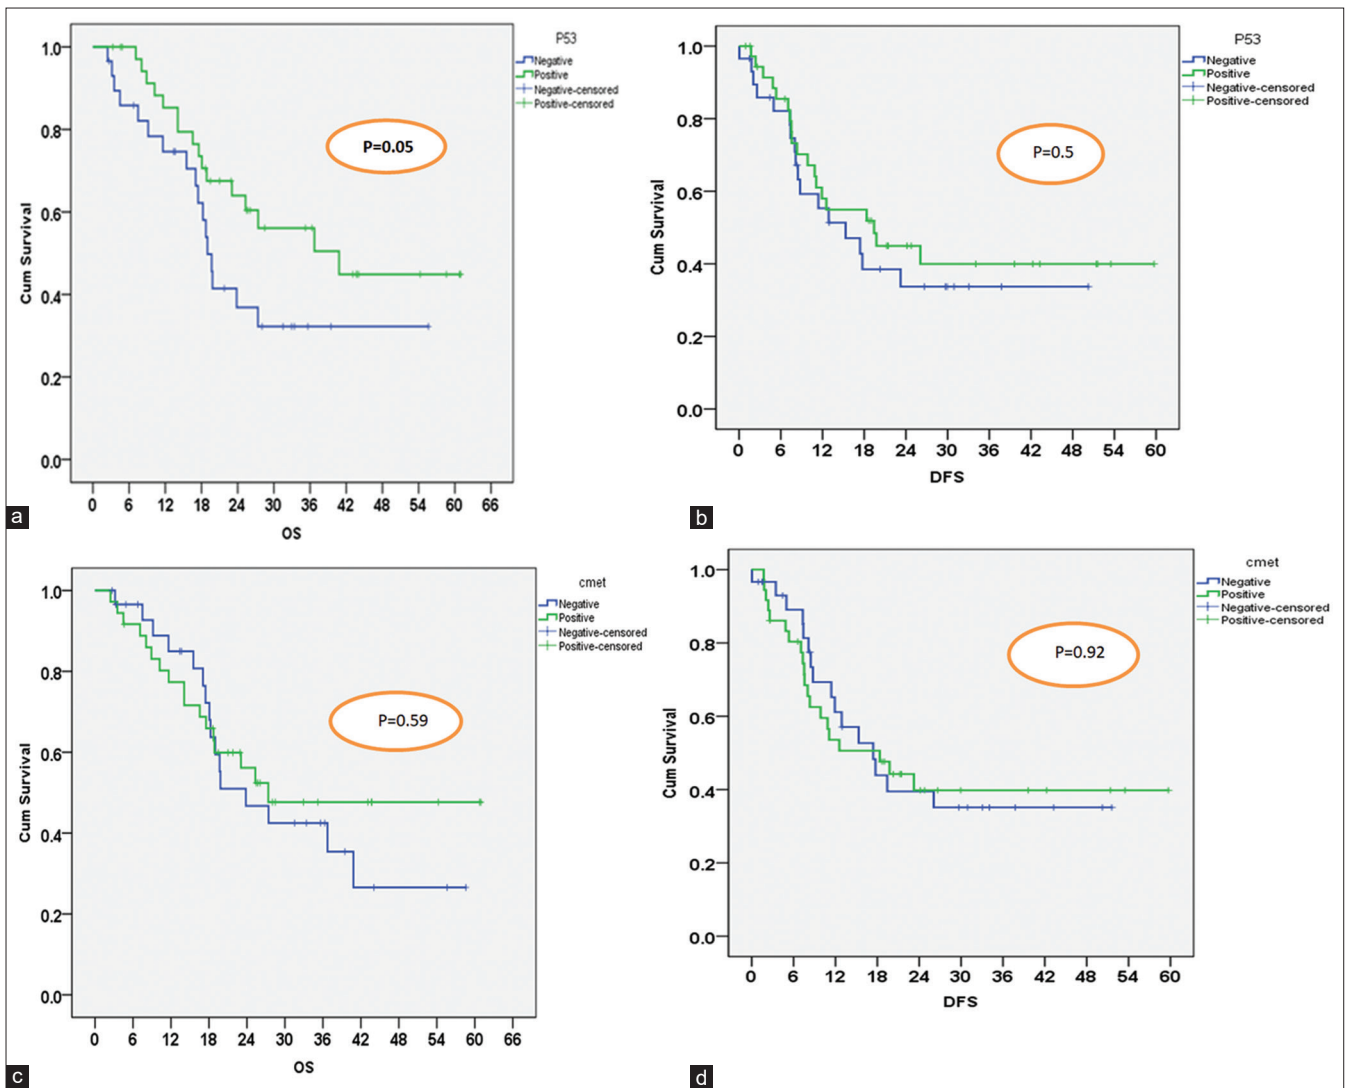 P53
Negative
Positive
Negative-censored
Positive-censored
1.0
0.8
0.6
0.4
0.2
0.0
Cum Survival
P=0.05
0 6 12 18 24 30 36 42 48 54 60 66
OS
a
P53
Negative
Positive
Negative-censored
Positive-censored
1.0
0.8
0.6
0.4
0.2
0.0
Cum Survival
P=0.5
0 6 12 18 24 30 36 42 48 54 60
DFS
b
cmet
Negative
Positive
Negative-censored
Positive-censored
1.0
0.8
0.6
0.4
0.2
0.0
Cum Survival
P=0.59
0 6 12 18 24 30 36 42 48 54 60 66
OS
c
cmet
Negative
Positive
Negative-censored
Positive-censored
1.0
0.8
0.6
0.4
0.2
0.0
Cum Survival
P=0.92
0 6 12 18 24 30 36 42 48 54 60
DFS
d